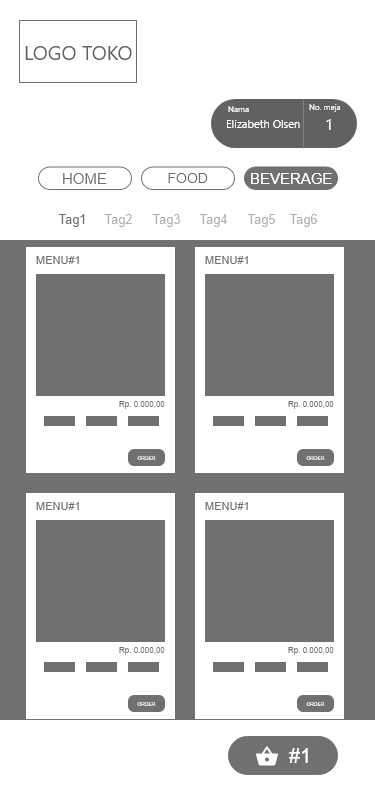 LOGO TOKO
Nama No. meja
Elizabeth Olsen 1
HOME FOOD BEVERAGE
Tag1 Tag2 Tag3 Tag4 Tag5 Tag6
MENU#1 MENU#1
Rp. 0.000,00 Rp. 0.000,00
ORDER ORDER
MENU#1 MENU#1
Rp. 0.000,00 Rp. 0.000,00
ORDER ORDER
#1